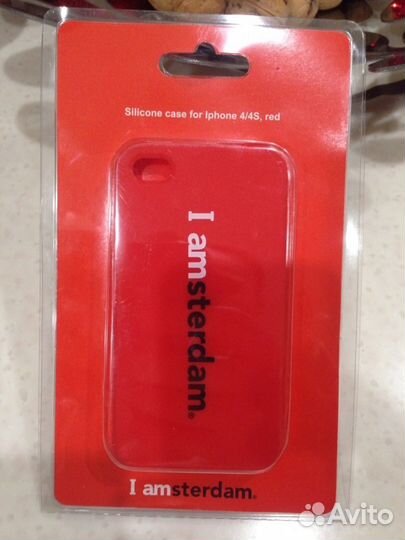 Silicone case for Iphone 4/4S, red
I amsterdam®
I amsterdam®
Avito